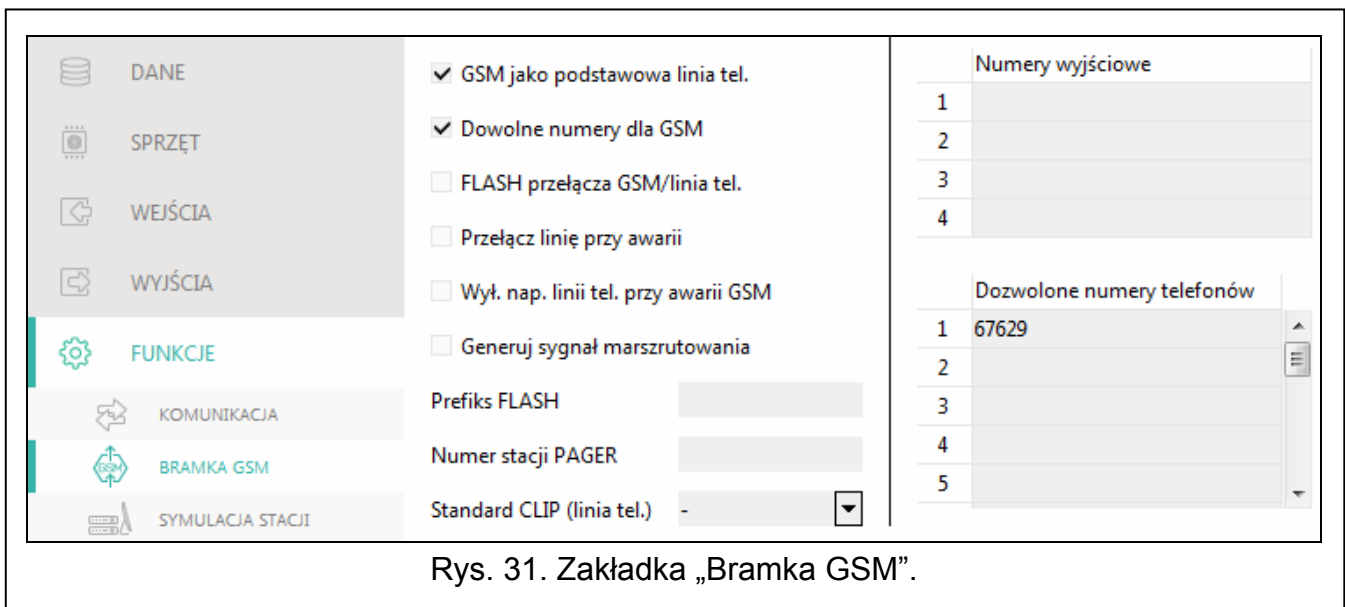 DANE
SPRZĘT
WEJŚCIA
WYJŚCIA
FUNKCJE
KOMUNIKACJA
GSM
BRAMKA GSM
SYMULACJA STACJI
GSM jako podstawowa linia tel.
Dowolne numery dla GSM
FLASH przełącza GSM/linia tel.
Przełącz linię przy awarii
Wył. nap. linii tel. przy awarii GSM
Generuj sygnał marszrutowania
Prefiks FLASH
Numer stacji PAGER
Standard CLIP (linia tel.) -
Numery wyjściowe
1
2
3
4
Dozwolone numery telefonów
1 67629
2
3
4
5
Rys. 31. Zakładka „Bramka GSM”.